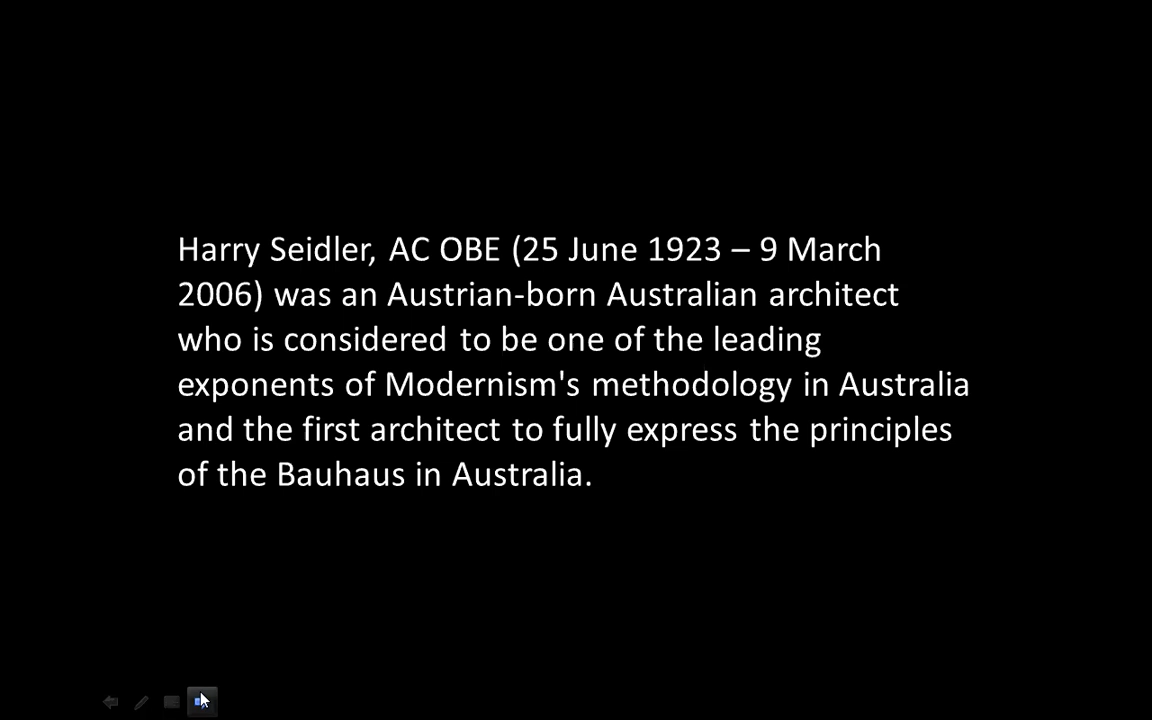 Harry Seidler, AC OBE (25 June 1923 – 9 March
2006) was an Austrian-born Australian architect
who is considered to be one of the leading
exponents of Modernism's methodology in Australia
and the first architect to fully express the principles
of the Bauhaus in Australia.